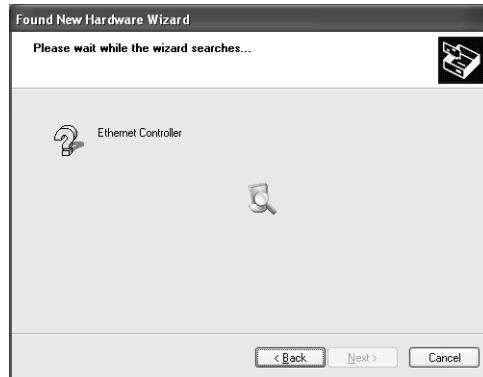 Found New Hardware Wizard
Please wait while the wizard searches...
Ethernet Controller
< Back
Next >
Cancel